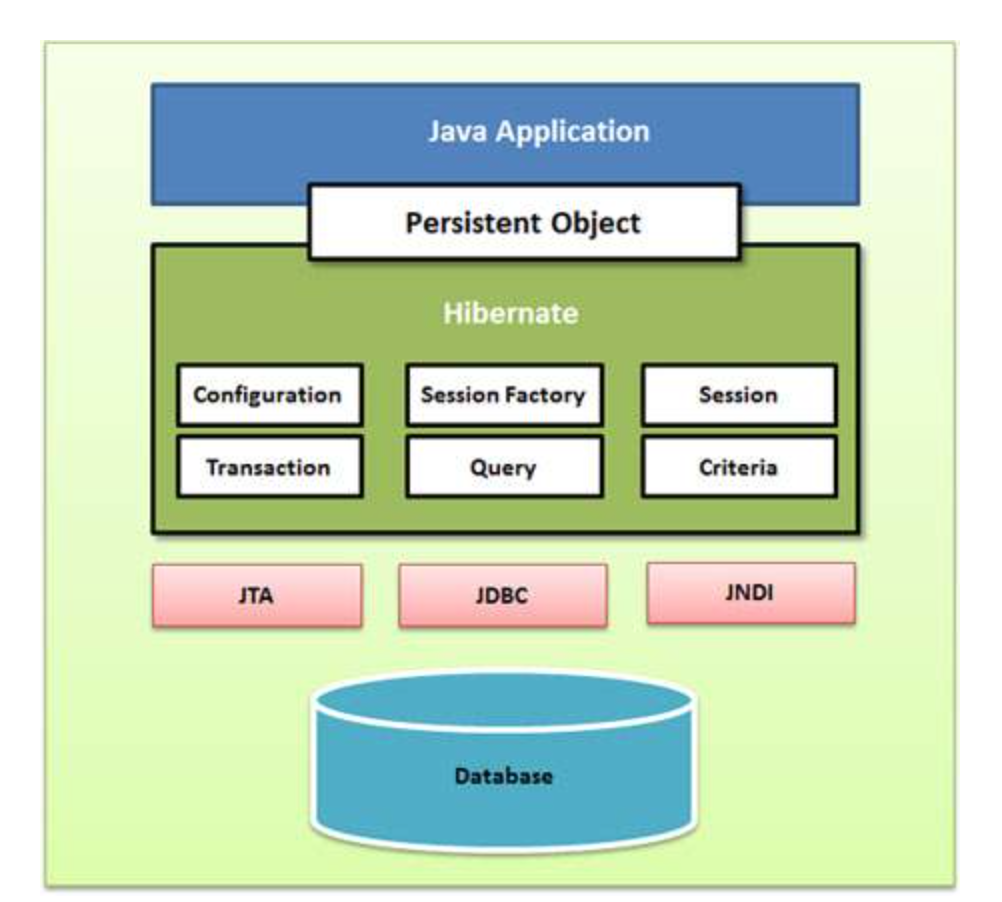 Java Application
Persistent Object
Hibernate
Configuration
Session Factory
Session
Transaction
Query
Criteria
JTA
JDBC
JNDI
Database